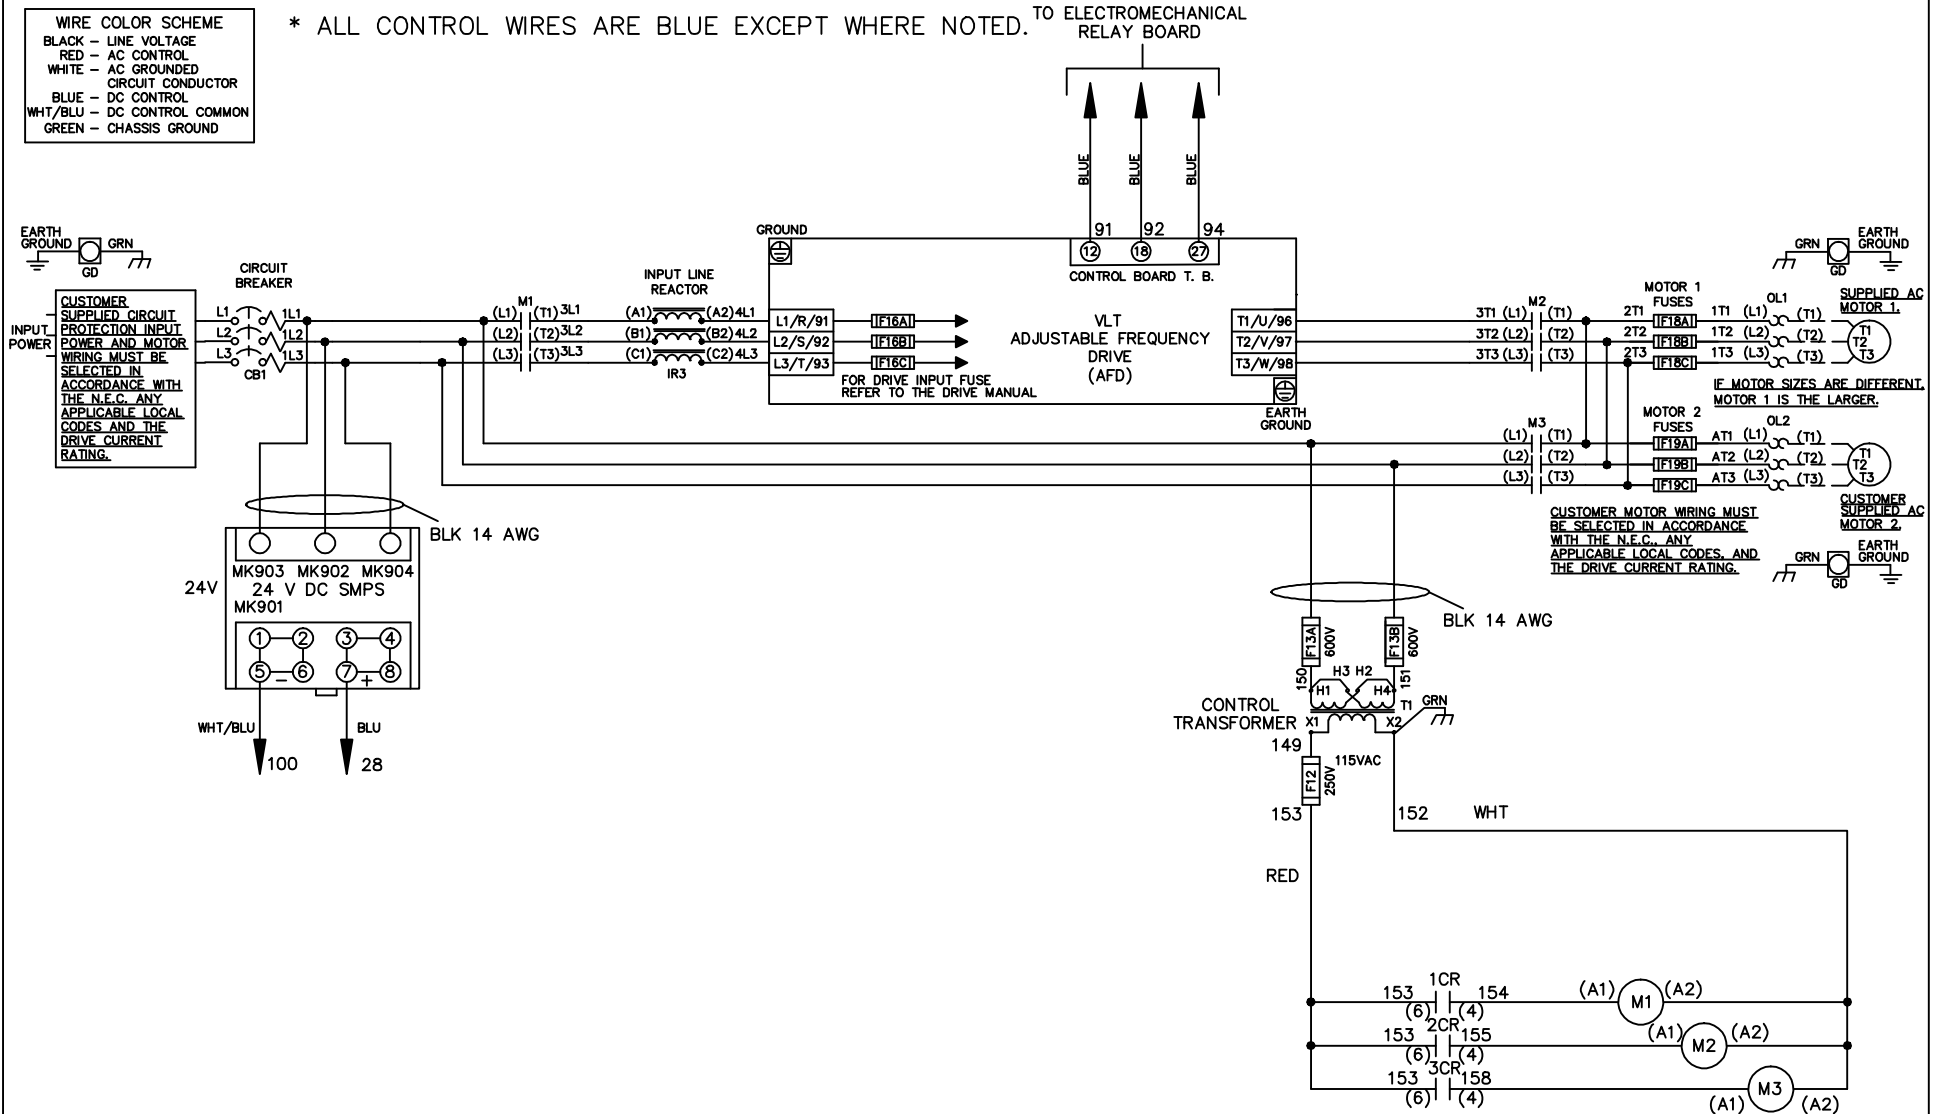 WIRE COLOR SCHEME
BLACK – LINE VOLTAGE
RED – AC CONTROL
WHITE – AC GROUNDED
CIRCUIT CONDUCTOR
BLUE – DC CONTROL
WHT/BLU – DC CONTROL COMMON
GREEN – CHASSIS GROUND
* ALL CONTROL WIRES ARE BLUE EXCEPT WHERE NOTED.
TO ELECTROMECHANICAL
RELAY BOARD
BLUE
BLUE
BLUE
91 92 94
12 18 27
CONTROL BOARD T. B.
EARTH
GROUND
GRN
GD
INPUT
POWER
CUSTOMER
SUPPLIED CIRCUIT
PROTECTION INPUT
POWER AND MOTOR
WIRING MUST BE
SELECTED IN
ACCORDANCE WITH
THE N.E.C. ANY
APPLICABLE LOCAL
CODES AND THE
DRIVE CURRENT
RATING.
CIRCUIT
BREAKER
L1 1L1
L2 1L2
L3 1L3
CB1
M1
(L1) (T1) 3L1
(L2) (T2) 3L2
(L3) (T3) 3L3
INPUT LINE
REACTOR
(A1) (A2) 4L1
(B1) (B2) 4L2
(C1) (C2) 4L3
IR3
GROUND
L1/R/91 F16A
L2/S/92 F16B
L3/T/93 F16C
FOR DRIVE INPUT FUSE
REFER TO THE DRIVE MANUAL
VLT
ADJUSTABLE FREQUENCY
DRIVE
(AFD)
T1/U/96
T2/V/97
T3/W/98
EARTH
GROUND
M2
3T1 (L1) (T1)
3T2 (L2) (T2)
3T3 (L3) (T3)
MOTOR 1
FUSES
2T1 F18A 1T1 (L1) (T1)
2T2 F18B 1T2 (L2) (T2)
2T3 F18C 1T3 (L3) (T3)
OL1
GRN
GD
EARTH
GROUND
SUPPLIED AC
MOTOR 1.
T1
T2
T3
IF MOTOR SIZES ARE DIFFERENT,
MOTOR 1 IS THE LARGER.
M3
(L1) (T1)
(L2) (T2)
(L3) (T3)
MOTOR 2
FUSES
F19A AT1 (L1) (T1)
F19B AT2 (L2) (T2)
F19C AT3 (L3) (T3)
OL2
T1
T2
T3
CUSTOMER
SUPPLIED AC
MOTOR 2.
CUSTOMER MOTOR WIRING MUST
BE SELECTED IN ACCORDANCE
WITH THE N.E.C., ANY
APPLICABLE LOCAL CODES, AND
THE DRIVE CURRENT RATING.
GRN
GD
EARTH
GROUND
BLK 14 AWG
MK903 MK902 MK904
24V
24 V DC SMPS
MK901
1 2 3 4
5 6 7 8
– +
WHT/BLU
BLU
100
28
BLK 14 AWG
F13A 600V
F13B 600V
150
151
H3 H2
H1 H4
T1
GRN
CONTROL
TRANSFORMER
X1 X2
149
115VAC
F12 250V
153
152
WHT
RED
1CR
153 154
(6) (4)
(A1) M1 (A2)
2CR
153 155
(6) (4)
(A1) M2 (A2)
3CR
153 158
(6) (4)
(A1) M3 (A2)